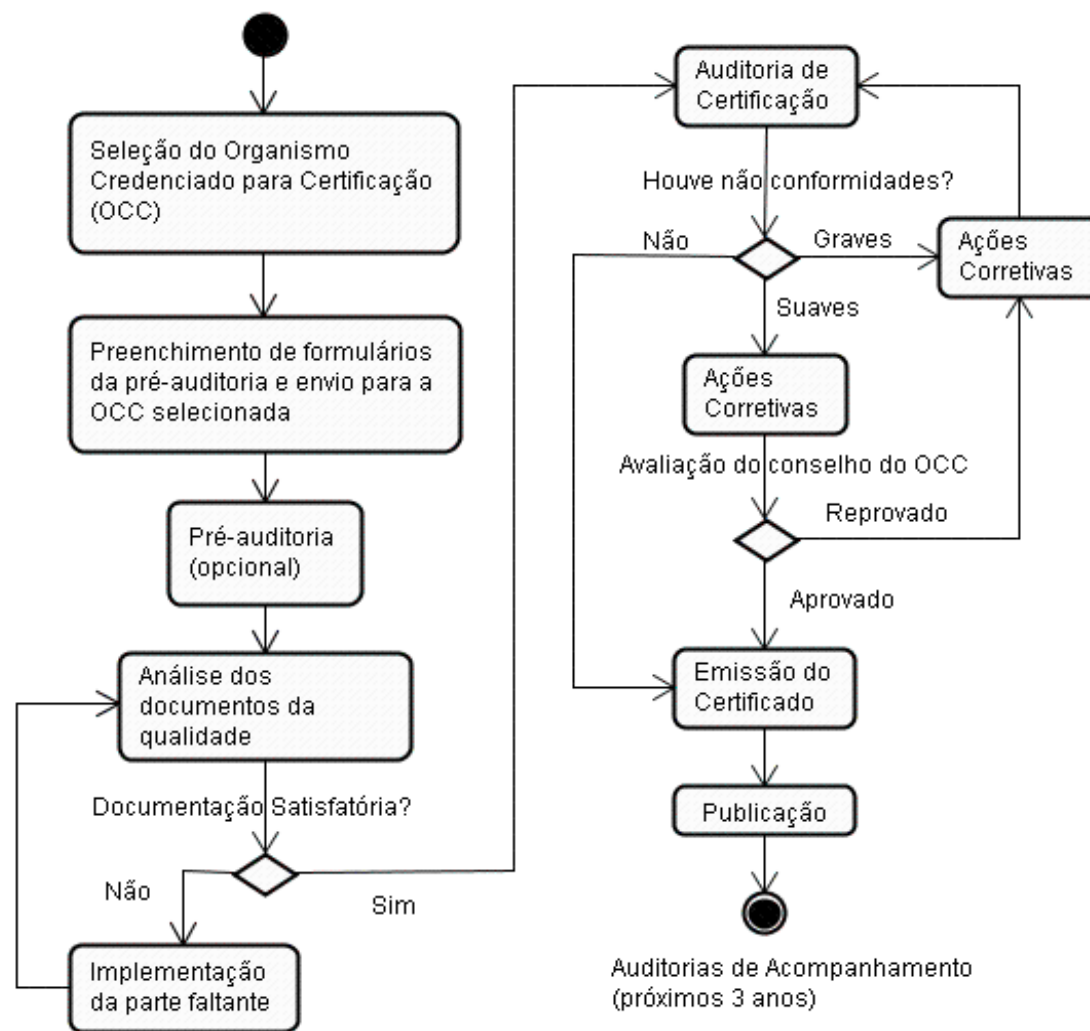 Seleção do Organismo
Credenciado para Certificação
(OCC)
Preenchimento de formulários
da pré-auditoria e envio para a
OCC selecionada
Pré-auditoria
(opcional)
Análise dos
documentos da
qualidade
Documentação Satisfatória?
Não
Sim
Implementação
da parte faltante
Auditoria de
Certificação
Houve não conformidades?
Não
Graves
Ações
Corretivas
Suaves
Ações
Corretivas
Avaliação do conselho do OCC
Reprovado
Aprovado
Emissão do
Certificado
Publicação
Auditorias de Acompanhamento
(próximos 3 anos)